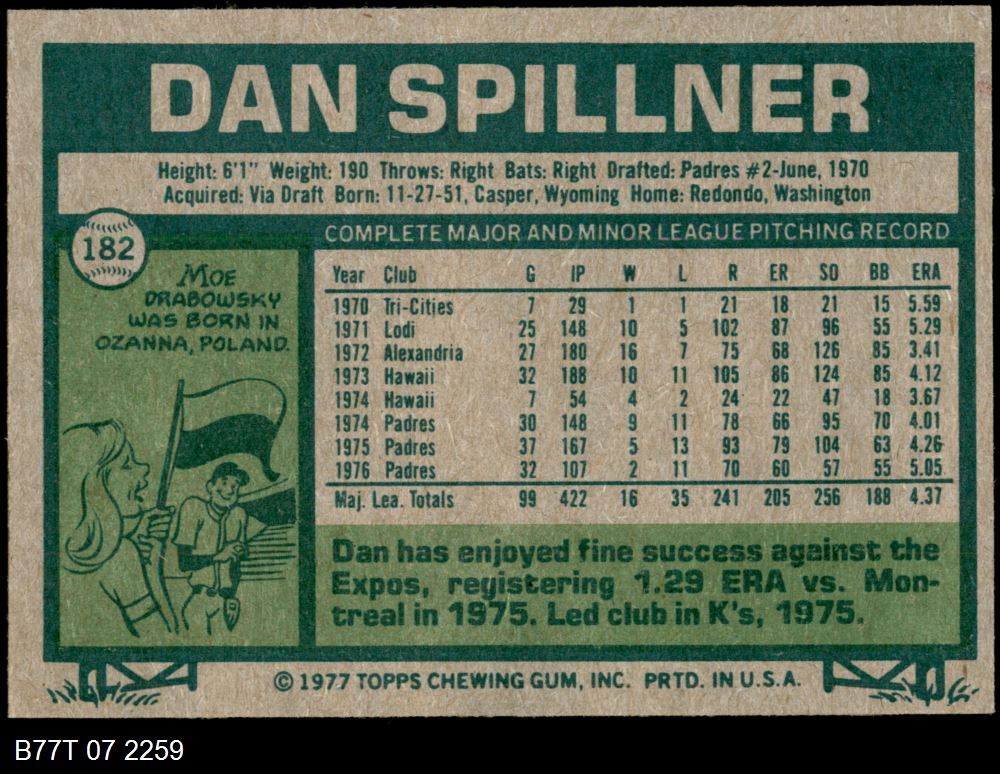 DAN SPILLNER
Height: 6'1" Weight: 190 Throws: Right Bats: Right Drafted: Padres #2-June, 1970
Acquired: Via Draft Born: 11-27-51, Casper, Wyoming Home: Redondo, Washington
182
MOE
DRABOWSKY
WAS BORN IN
OZANNA, POLAND.
COMPLETE MAJOR AND MINOR LEAGUE PITCHING RECORD
Year Club G IP W L R ER SO BB ERA
1970 Tri-Cities 7 29 1 1 21 18 21 15 5.59
1971 Lodi 25 148 10 5 102 87 96 55 5.29
1972 Alexandria 27 180 16 7 75 68 126 85 3.41
1973 Hawaii 32 188 10 11 105 86 124 85 4.12
1974 Hawaii 7 54 4 2 24 22 47 18 3.67
1974 Padres 30 148 9 11 78 66 95 70 4.01
1975 Padres 37 167 5 13 93 79 104 63 4.26
1976 Padres 32 107 2 11 70 60 57 55 5.05
Maj. Lea. Totals 99 422 16 35 241 205 256 188 4.37
Dan has enjoyed fine success against the
Expos, registering 1.29 ERA vs. Mon-
treal in 1975. Led club in K's, 1975.
© 1977 TOPPS CHEWING GUM, INC. PRTD. IN U.S.A.
B77T 07 2259